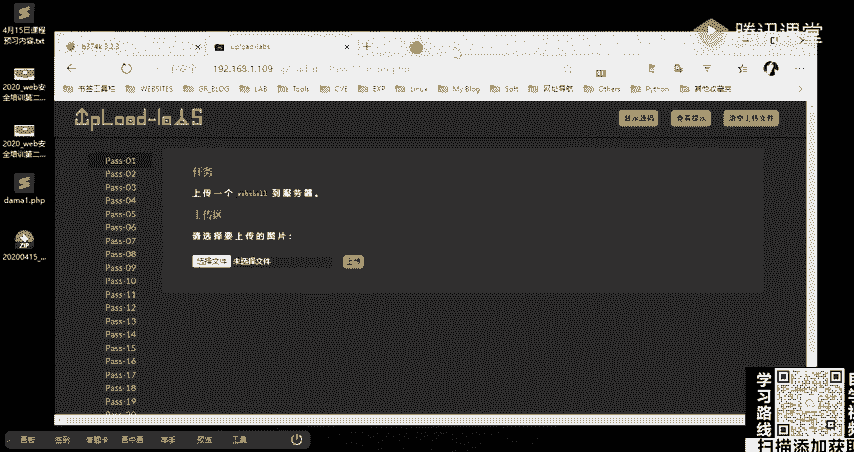 4月15日课程
预习内容.txt
2020_web安
全培训第二...
2020_web安
全培训第二...
dama1.php
ZIP
20200415_...
腾讯课堂
b374k 3.2.3
upload-labs
192.168.1.109
书签工具栏
WEBSITES
GR_BLOG
LAB
Tools
CVE
EXP
Linux
My Blog
Soft
网址导航
Others
Python
其他收藏夹
UpLoad-labs
显示源码
查看提示
清空上传文件
Pass-01
Pass-02
Pass-03
Pass-04
Pass-05
Pass-06
Pass-07
Pass-08
Pass-09
Pass-10
Pass-11
Pass-12
Pass-13
Pass-14
Pass-15
Pass-16
Pass-17
Pass-18
Pass-19
任务
上传一个 webshell 到服务器。
上传区
请选择要上传的图片：
选择文件 未选择文件
上传
画板
签到
答题卡
画中画
举手
预览
工具
学习路线
扫描添加获取